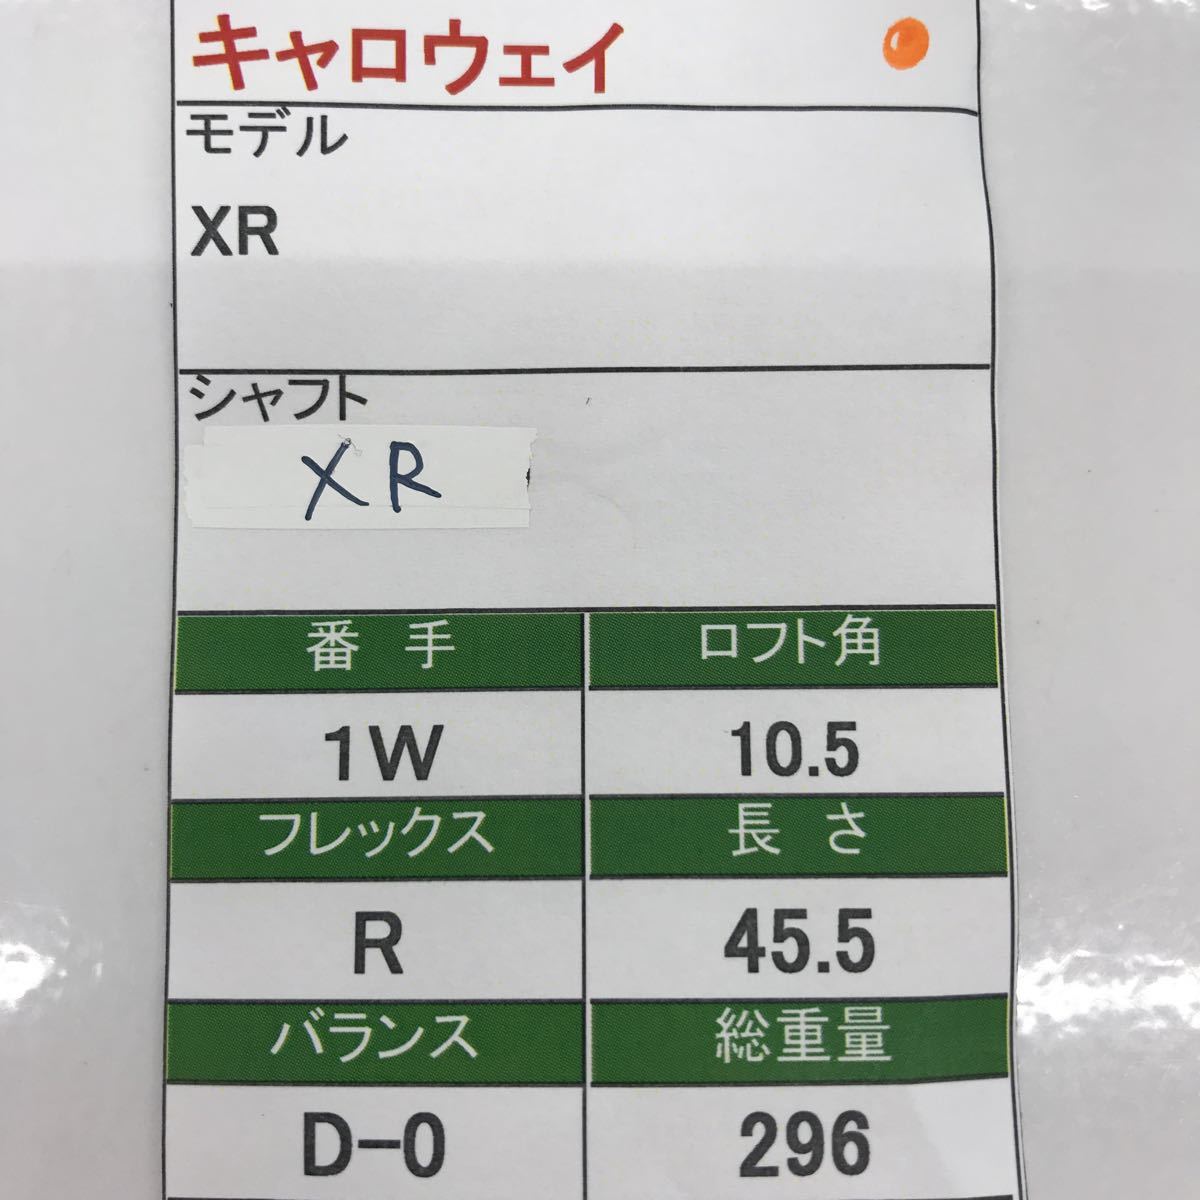 キャロウェイ
モデル
XR
シャフト
XR
番 手 ロフト角
1W 10.5
フレックス 長 さ
R 45.5
バランス 総重量
D-0 296